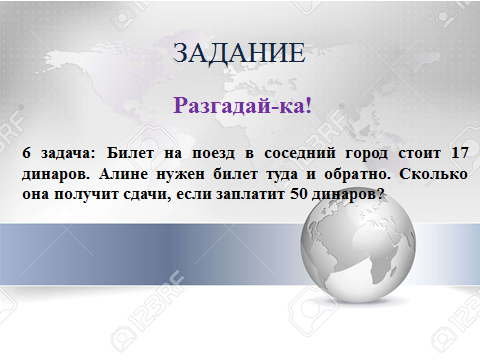 ЗАДАНИЕ
Разгадай-ка!
6 задача: Билет на поезд в соседний город стоит 17
динаров. Алине нужен билет туда и обратно. Сколько
она получит сдачи, если заплатит 50 динаров?
123RF